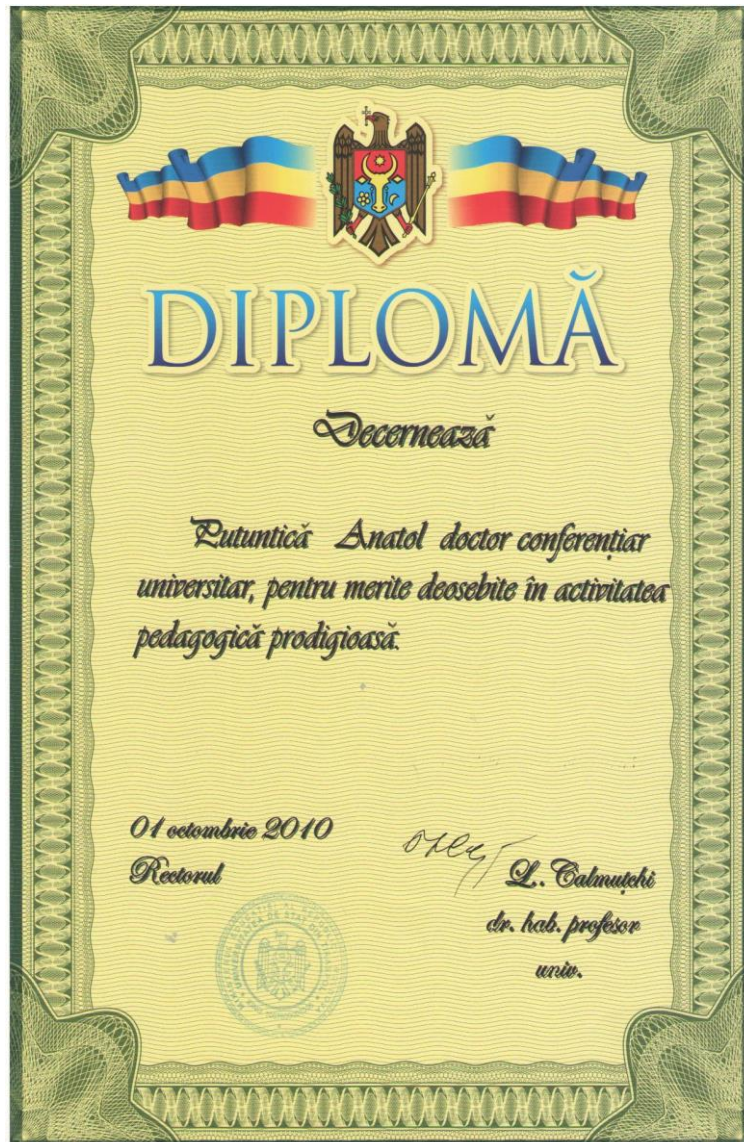 DIPLOMĂ
Decernează
Putuntică Anatol doctor conferențiar
universitar, pentru merite deosebite în activitatea
pedagogică prodigioasă.
01 octombrie 2010
Rectorul
L. Calmuțchi
dr. hab. profesor
univ.